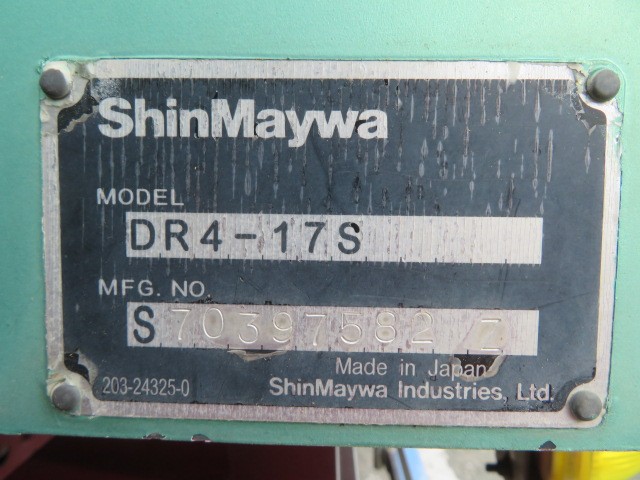 ShinMaywa
MODEL
DR4-17S
MFG. NO.
S 70397582 Z
Made in Japan
203-24325-0 ShinMaywa Industries, Ltd.